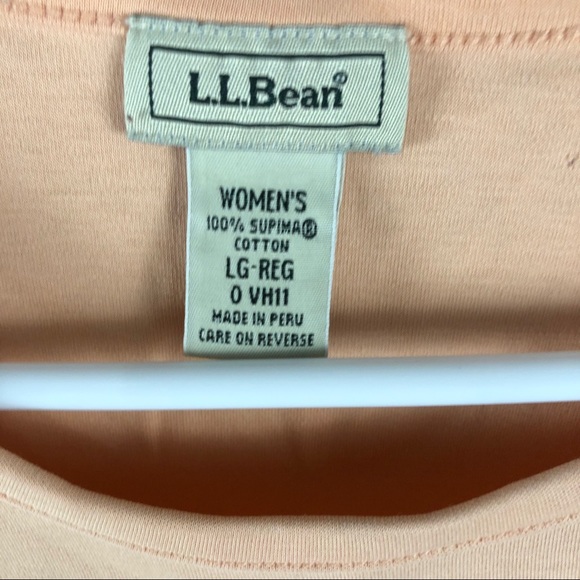 L.L.Bean®
WOMEN'S
100% SUPIMA®
COTTON
LG-REG
0 VH11
MADE IN PERU
CARE ON REVERSE